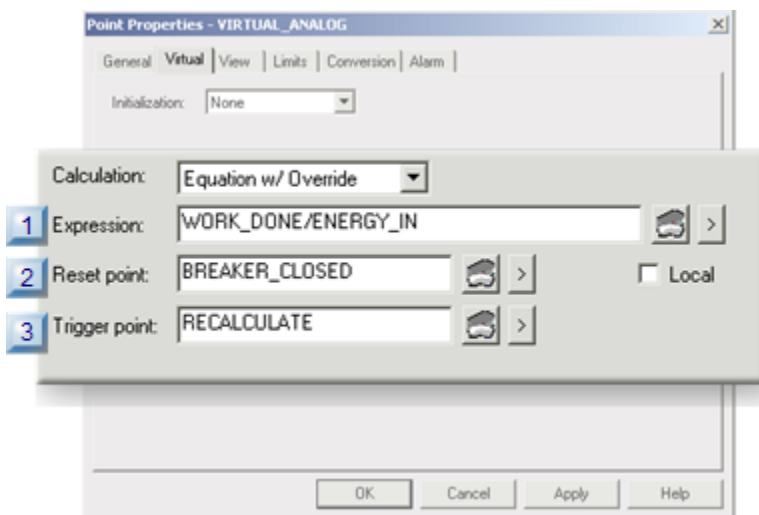 Point Properties - VIRTUAL_ANALOG
General Virtual View Limits Conversion Alarm
Initialization: None
Calculation: Equation w/ Override
1 Expression: WORK_DONE/ENERGY_IN >
2 Reset point: BREAKER_CLOSED > Local
3 Trigger point: RECALCULATE >
OK Cancel Apply Help